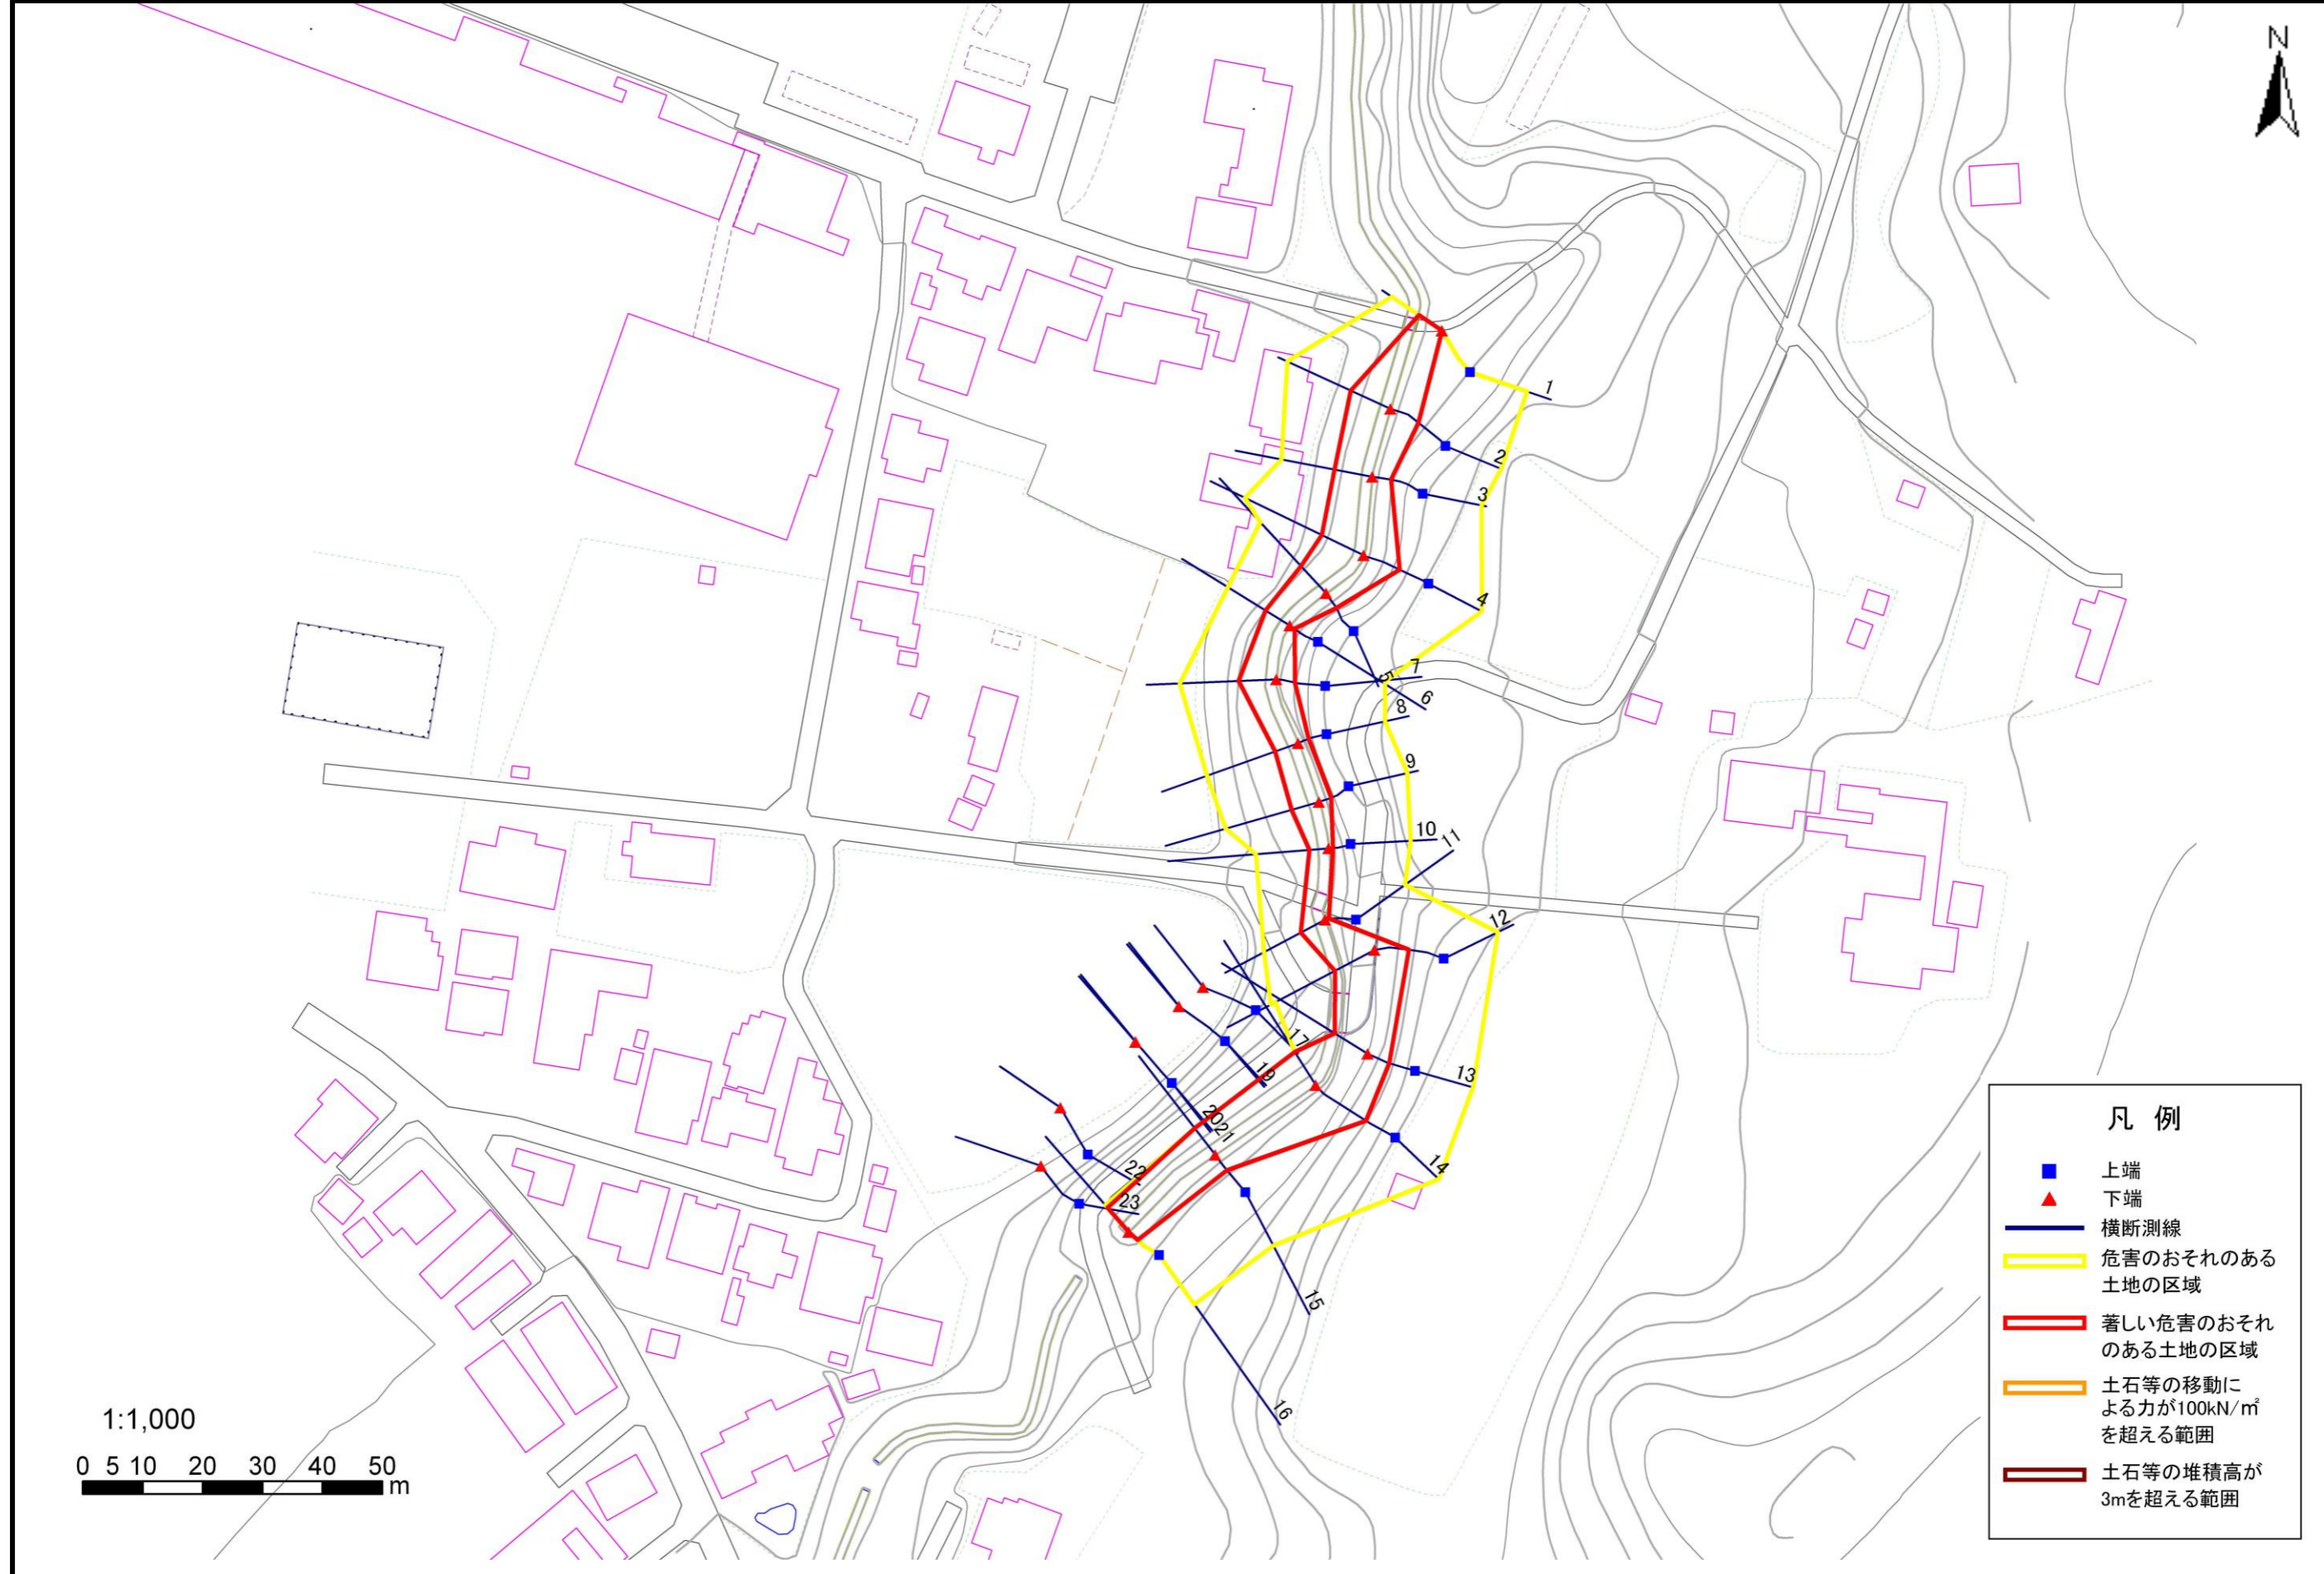 N
1
2
3
4
5
7
6
8
9
10
11
12
17
13
19
20
21
14
22
23
15
16
凡 例
上端
下端
横断測線
危害のおそれのある
土地の区域
著しい危害のおそれ
のある土地の区域
土石等の移動に
よる力が100kN/㎡
を超える範囲
土石等の堆積高が
3mを超える範囲
1:1,000
0 5 10 20 30 40 50
m